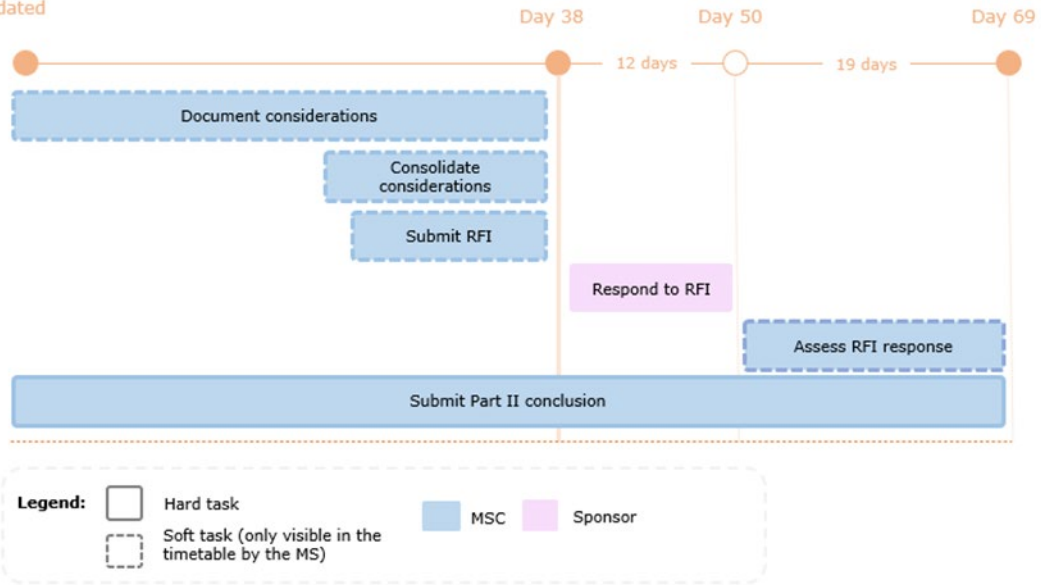 dated
Day 38
Day 50
Day 69
12 days
19 days
Document considerations
Consolidate
considerations
Submit RFI
Respond to RFI
Assess RFI response
Submit Part II conclusion
Legend:
Hard task
Soft task (only visible in the
timetable by the MS)
MSC
Sponsor